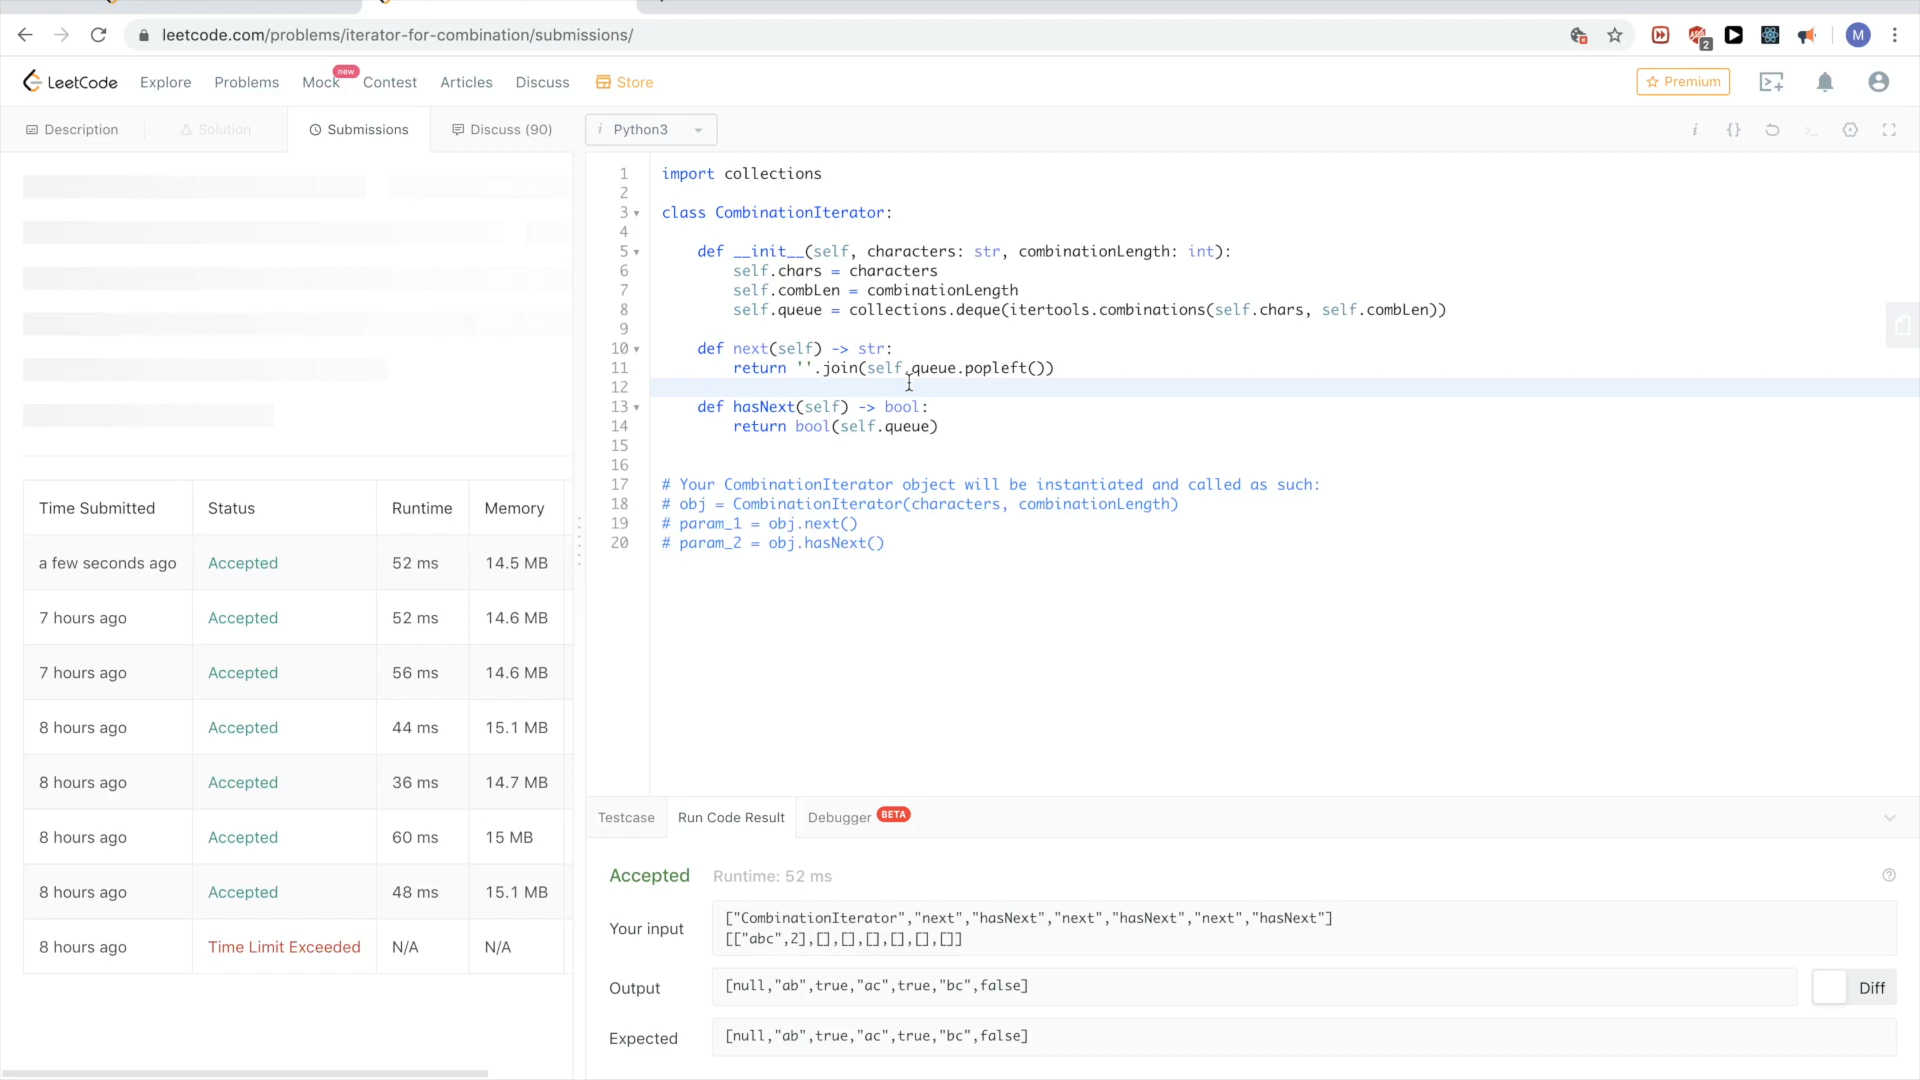 leetcode.com/problems/iterator-for-combination/submissions/
2
M
LeetCode
Explore
Problems
Mock
new
Contest
Articles
Discuss
Store
Premium
Description
Solution
Submissions
Discuss (90)
i Python3
i {}
1 import collections
2
3 class CombinationIterator:
4
5 def __init__(self, characters: str, combinationLength: int):
6 self.chars = characters
7 self.combLen = combinationLength
8 self.queue = collections.deque(itertools.combinations(self.chars, self.combLen))
9
10 def next(self) -> str:
11 return ''.join(self.queue.popleft())
12
13 def hasNext(self) -> bool:
14 return bool(self.queue)
15
16
17 # Your CombinationIterator object will be instantiated and called as such:
18 # obj = CombinationIterator(characters, combinationLength)
19 # param_1 = obj.next()
20 # param_2 = obj.hasNext()
Time Submitted Status Runtime Memory
a few seconds ago Accepted 52 ms 14.5 MB
7 hours ago Accepted 52 ms 14.6 MB
7 hours ago Accepted 56 ms 14.6 MB
8 hours ago Accepted 44 ms 15.1 MB
8 hours ago Accepted 36 ms 14.7 MB
8 hours ago Accepted 60 ms 15 MB
8 hours ago Accepted 48 ms 15.1 MB
8 hours ago Time Limit Exceeded N/A N/A
Testcase
Run Code Result
Debugger BETA
Accepted Runtime: 52 ms
Your input
["CombinationIterator","next","hasNext","next","hasNext","next","hasNext"]
[["abc",2],[],[],[],[],[],[]]
Output
[null,"ab",true,"ac",true,"bc",false]
Diff
Expected
[null,"ab",true,"ac",true,"bc",false]